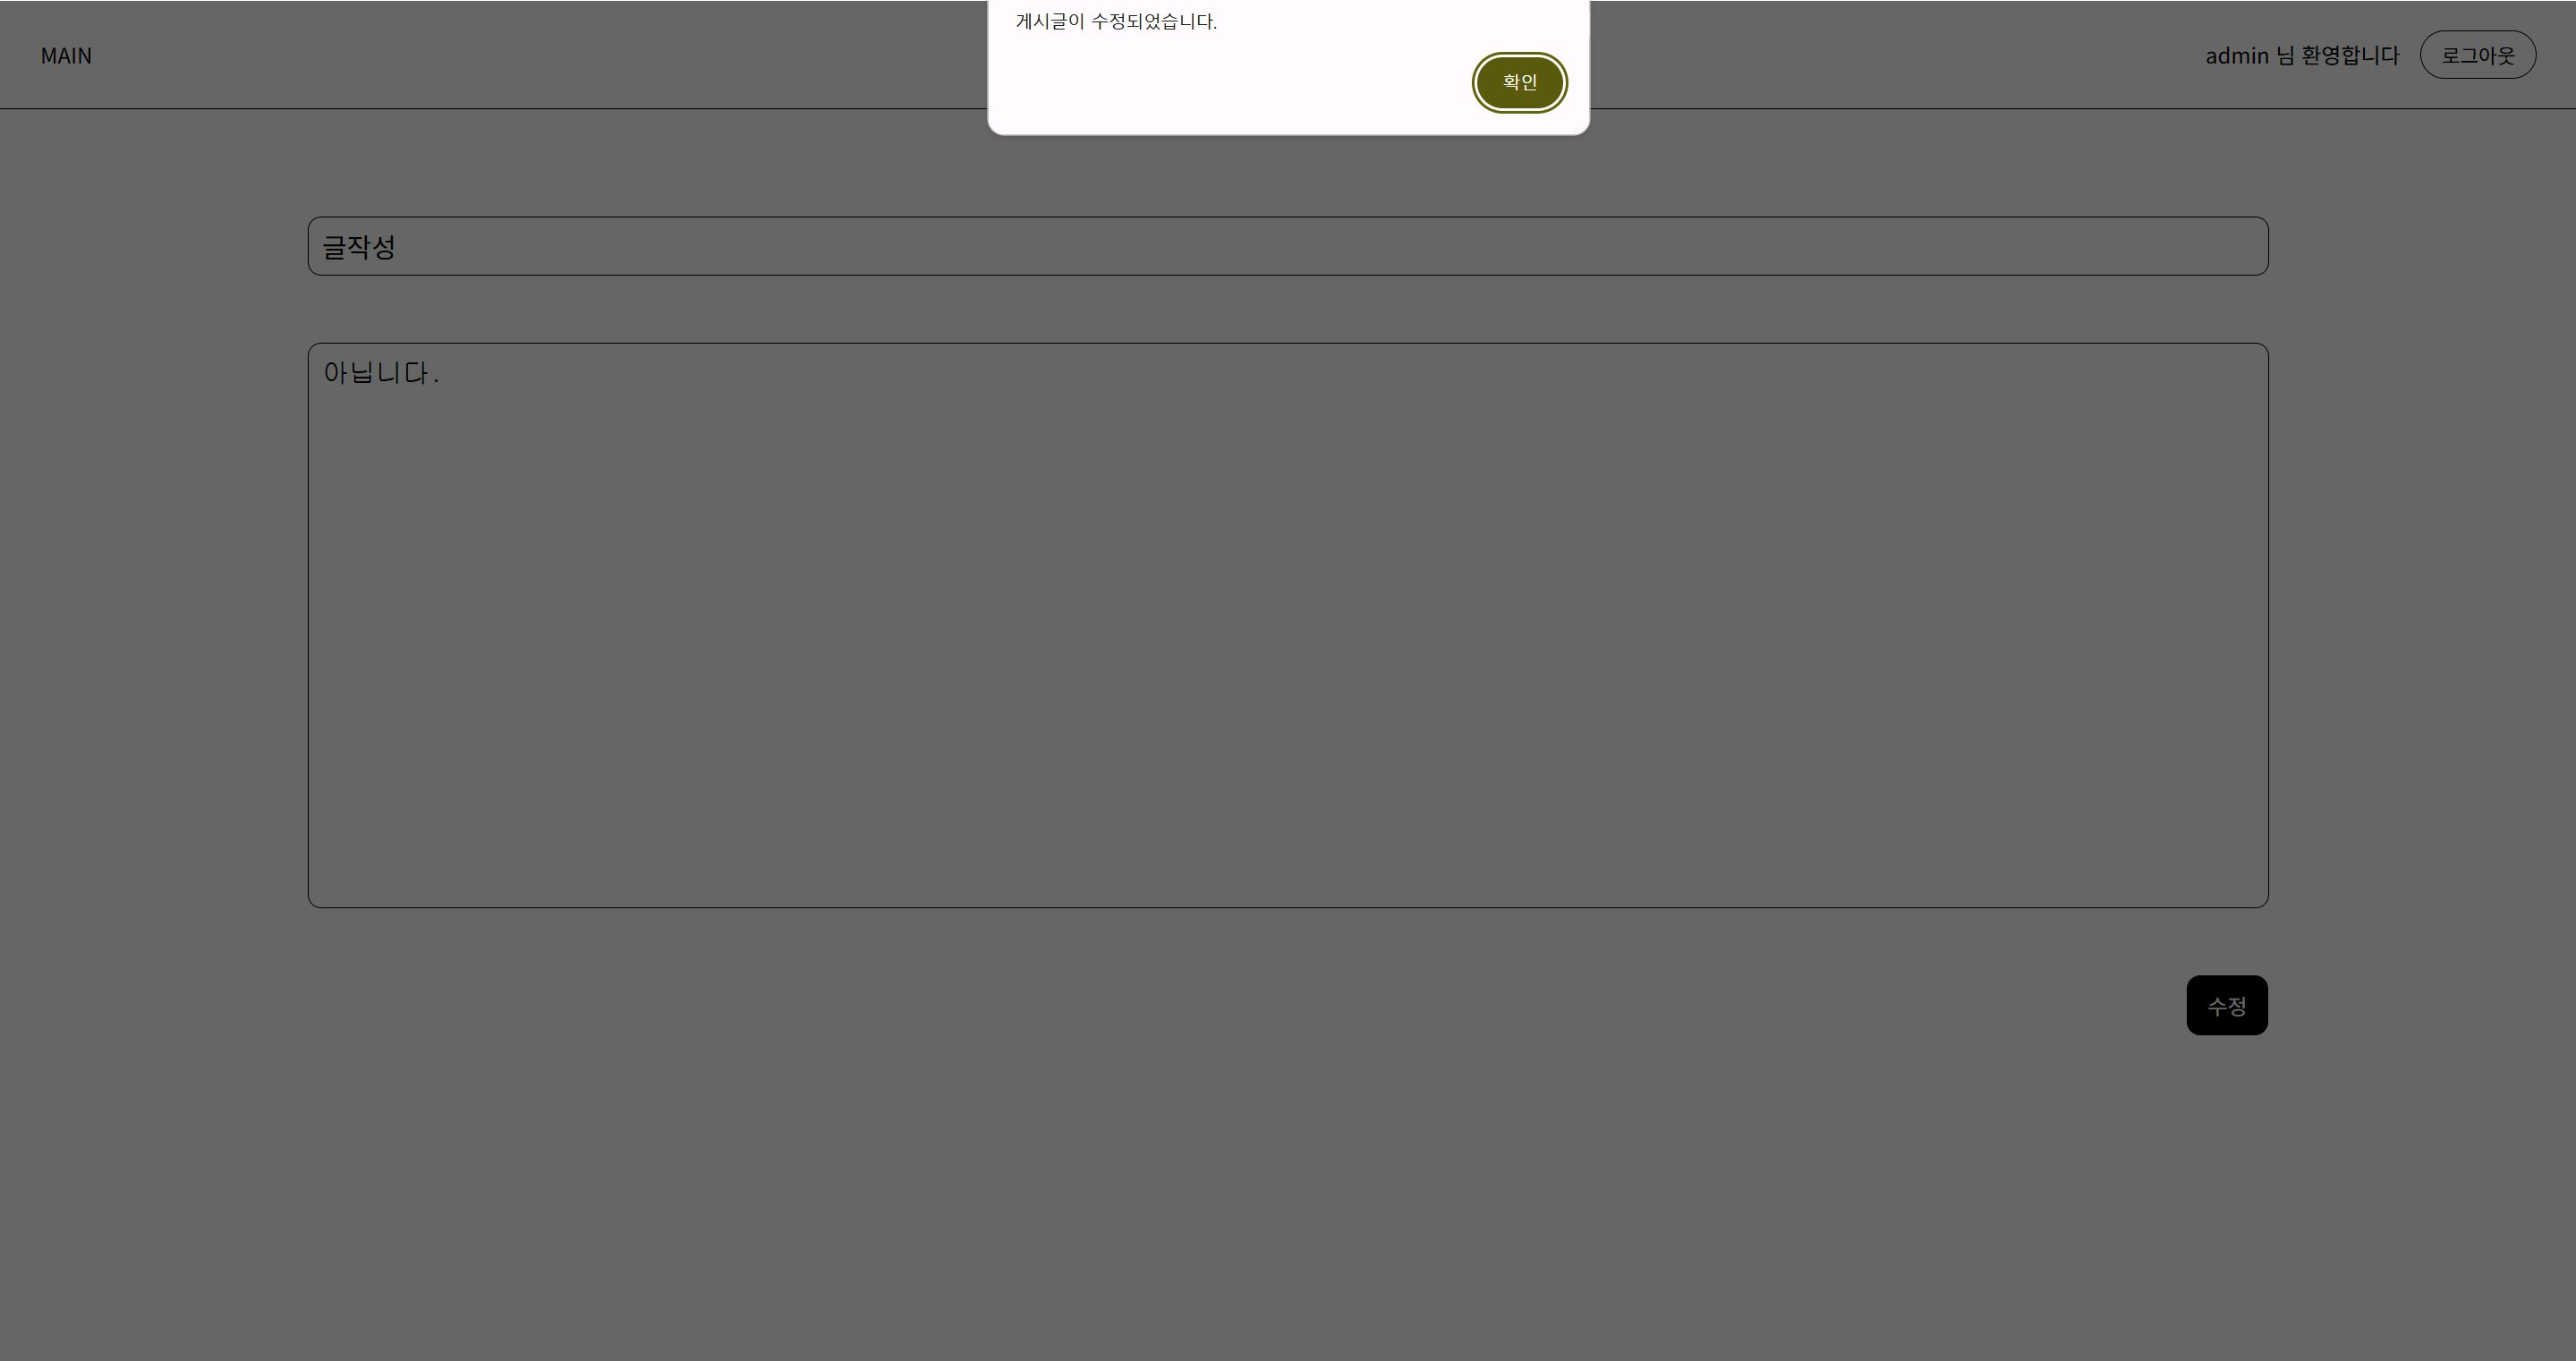 게시글이 수정되었습니다.
확인
MAIN
admin 님 환영합니다
로그아웃
글작성
아닙니다.
수정